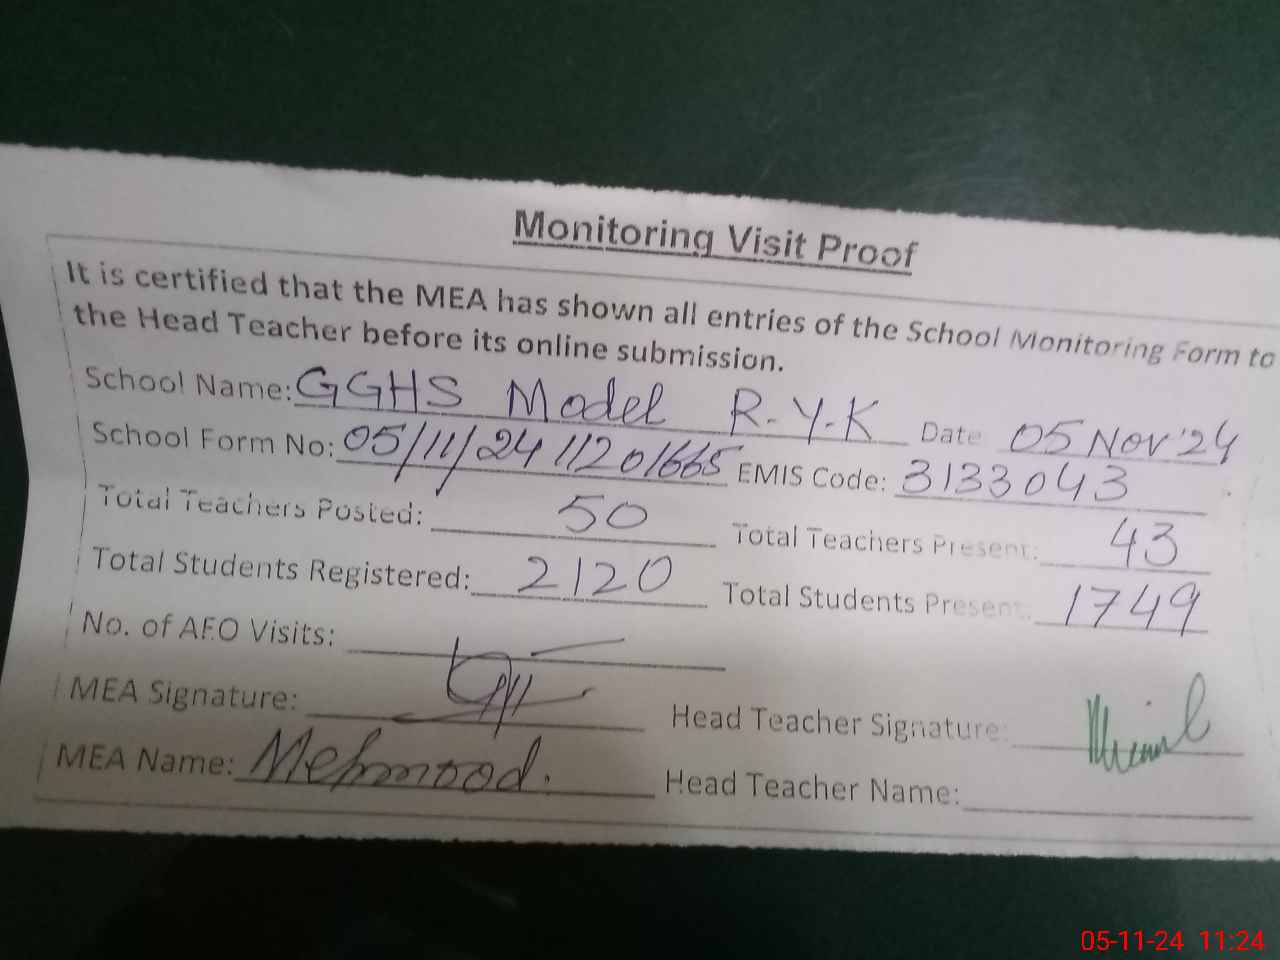 Monitoring Visit Proof
It is certified that the MEA has shown all entries of the School Monitoring Form to
the Head Teacher before its online submission.
School Name: GGHS Model R.Y.K Date 05 Nov'24
School Form No: 05/11/24 11201665 EMIS Code: 3133043
Total Teachers Posted: 50 Total Teachers Present: 43
Total Students Registered: 2120 Total Students Present: 1749
No. of AEO Visits: —
MEA Signature: Head Teacher Signature:
MEA Name: Mehmood. Head Teacher Name:
05-11-24 11:24